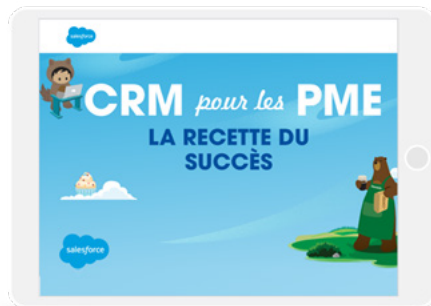 salesforce
CRM pour les PME
LA RECETTE DU
SUCCÈS
salesforce